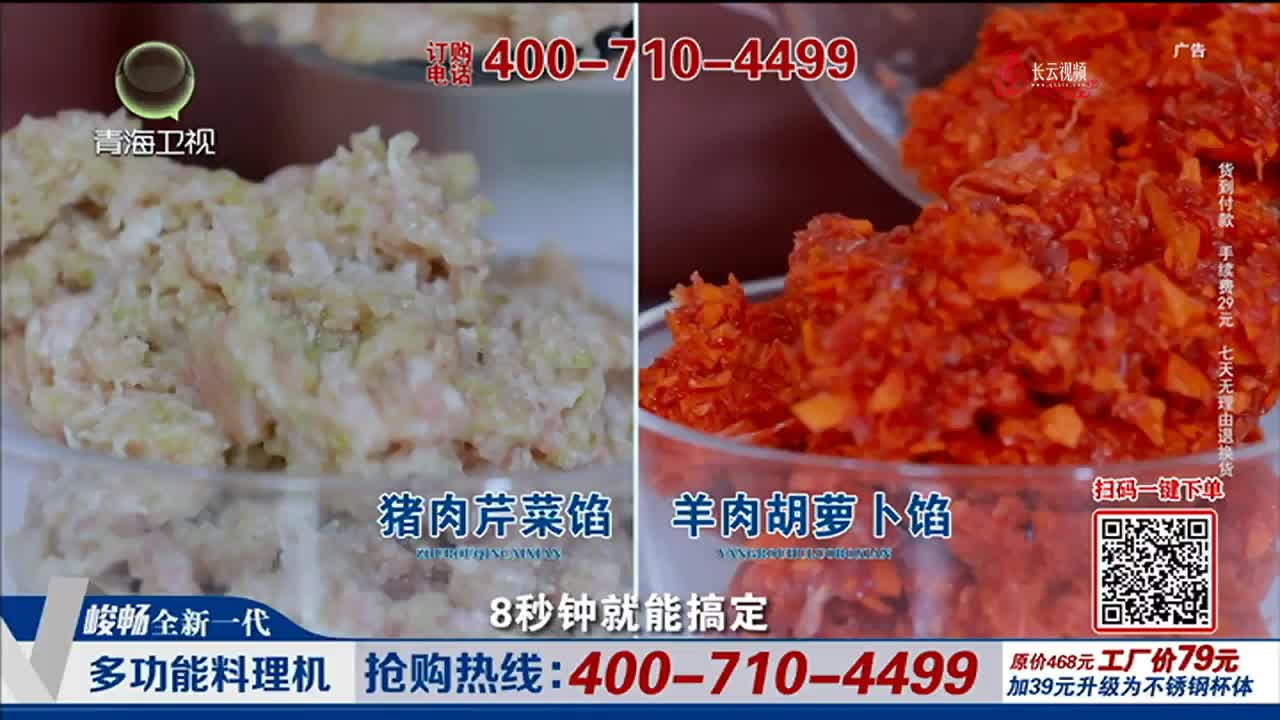 订购电话 400-710-4499
广告
长云视频
青海卫视
货到付款 手续费29元 七天无理由退换货
扫码一键下单
猪肉芹菜馅
ZHUROUQINCAIXIAN
羊肉胡萝卜馅
YANGROUHULUOBOXIAN
8秒钟就能搞定
峻畅全新一代
多功能料理机
抢购热线：400-710-4499
原价468元 工厂价79元
加39元升级为不锈钢杯体